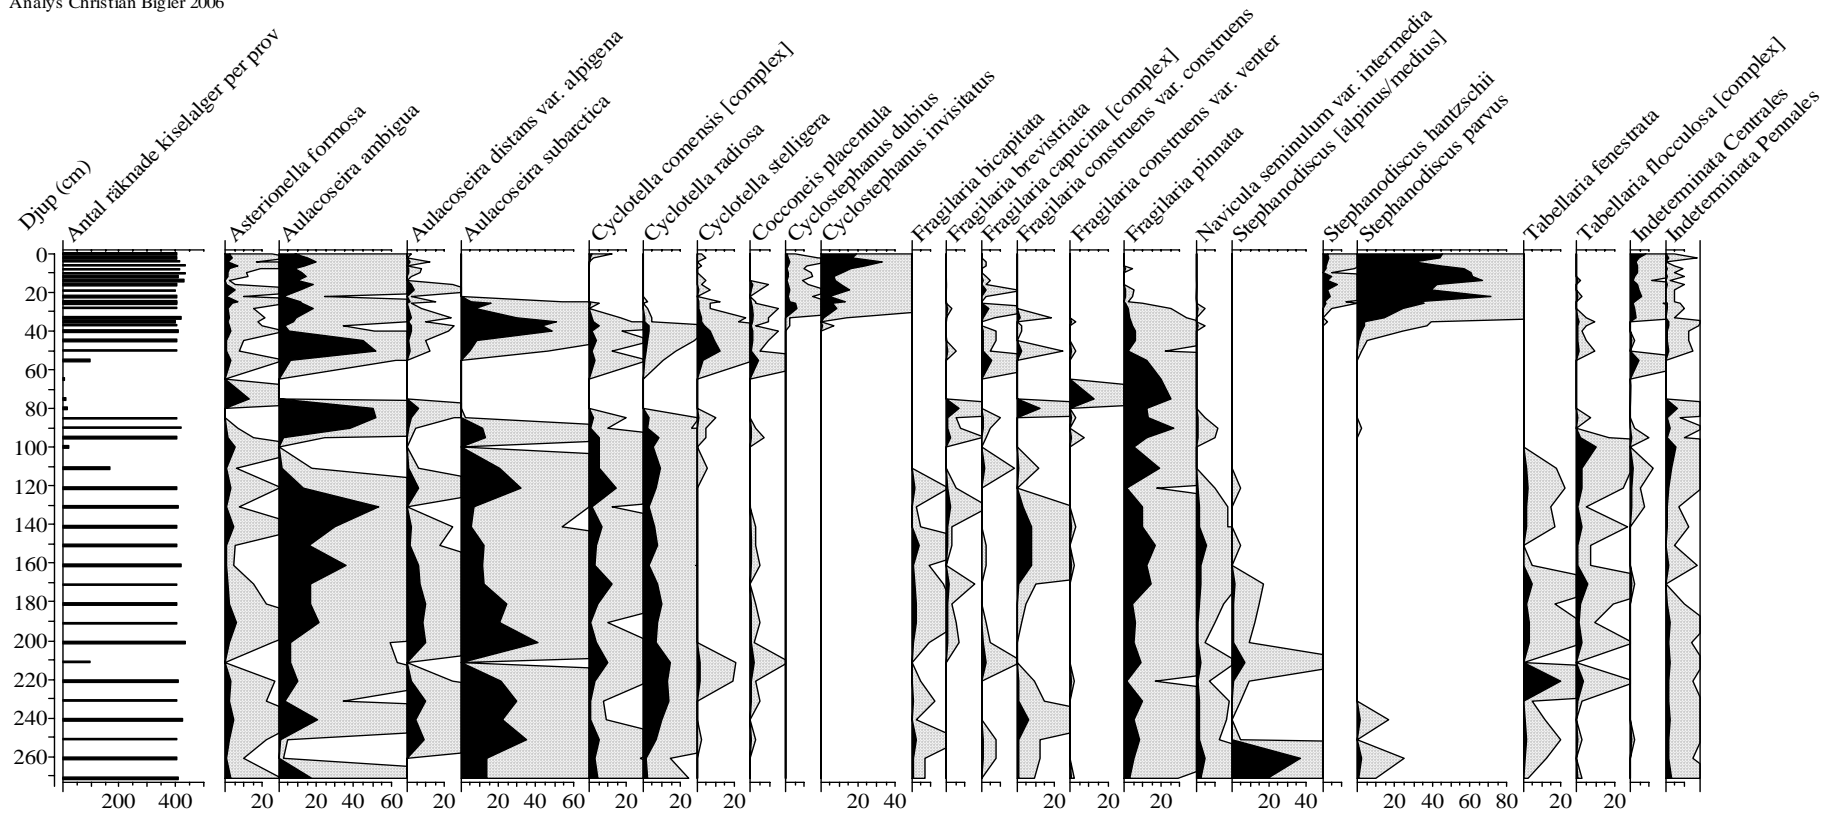 Analys Christian Bigler 2006
Djup (cm)
Antal räknade kiselalger per prov
Asterionella formosa
Aulacoseira ambigua
Aulacoseira distans var. alpigena
Aulacoseira subarctica
Cyclotella comensis [complex]
Cyclotella radiosa
Cyclotella stelligera
Cocconeis placentula
Cyclostephanus dubius
Cyclostephanus invisitatus
Fragilaria bicapitata
Fragilaria brevistriata
Fragilaria capucina [complex]
Fragilaria construens var. construens
Fragilaria construens var. venter
Fragilaria pinnata
Navicula seminulum var. intermedia
Stephanodiscus [alpinus/medius]
Stephanodiscus hantzschii
Stephanodiscus parvus
Tabellaria fenestrata
Tabellaria flocculosa [complex]
Indeterminata Centrales
Indeterminata Pennales
0
20
40
60
80
100
120
140
160
180
200
220
240
260
200 400 20 20 40 60 20 20 40 60 20 20 20 20 40 20 20 20 20 40 20 40 60 80 20 20